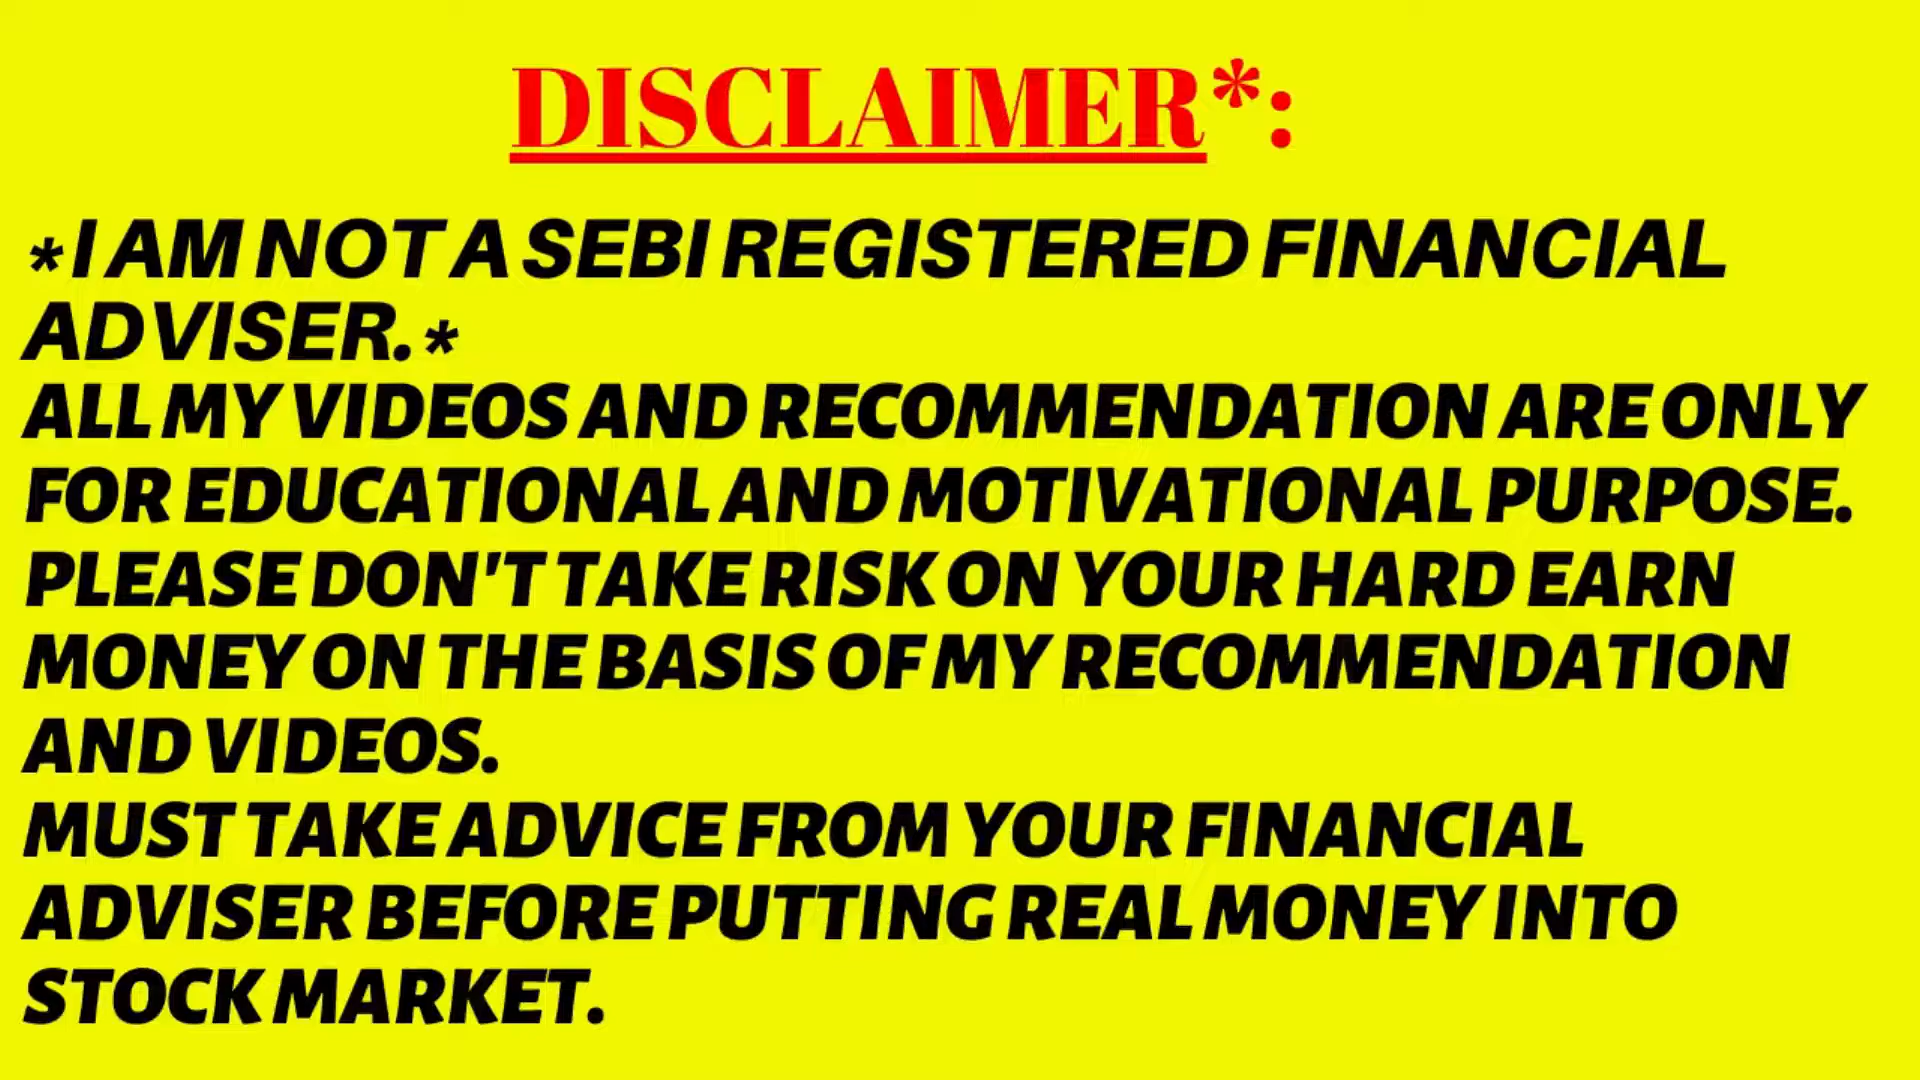 DISCLAIMER*:
*I AM NOT A SEBI REGISTERED FINANCIAL
ADVISER.*
ALL MY VIDEOS AND RECOMMENDATION ARE ONLY
FOR EDUCATIONAL AND MOTIVATIONAL PURPOSE.
PLEASE DON'T TAKE RISK ON YOUR HARD EARN
MONEY ON THE BASIS OF MY RECOMMENDATION
AND VIDEOS.
MUST TAKE ADVICE FROM YOUR FINANCIAL
ADVISER BEFORE PUTTING REAL MONEY INTO
STOCK MARKET.